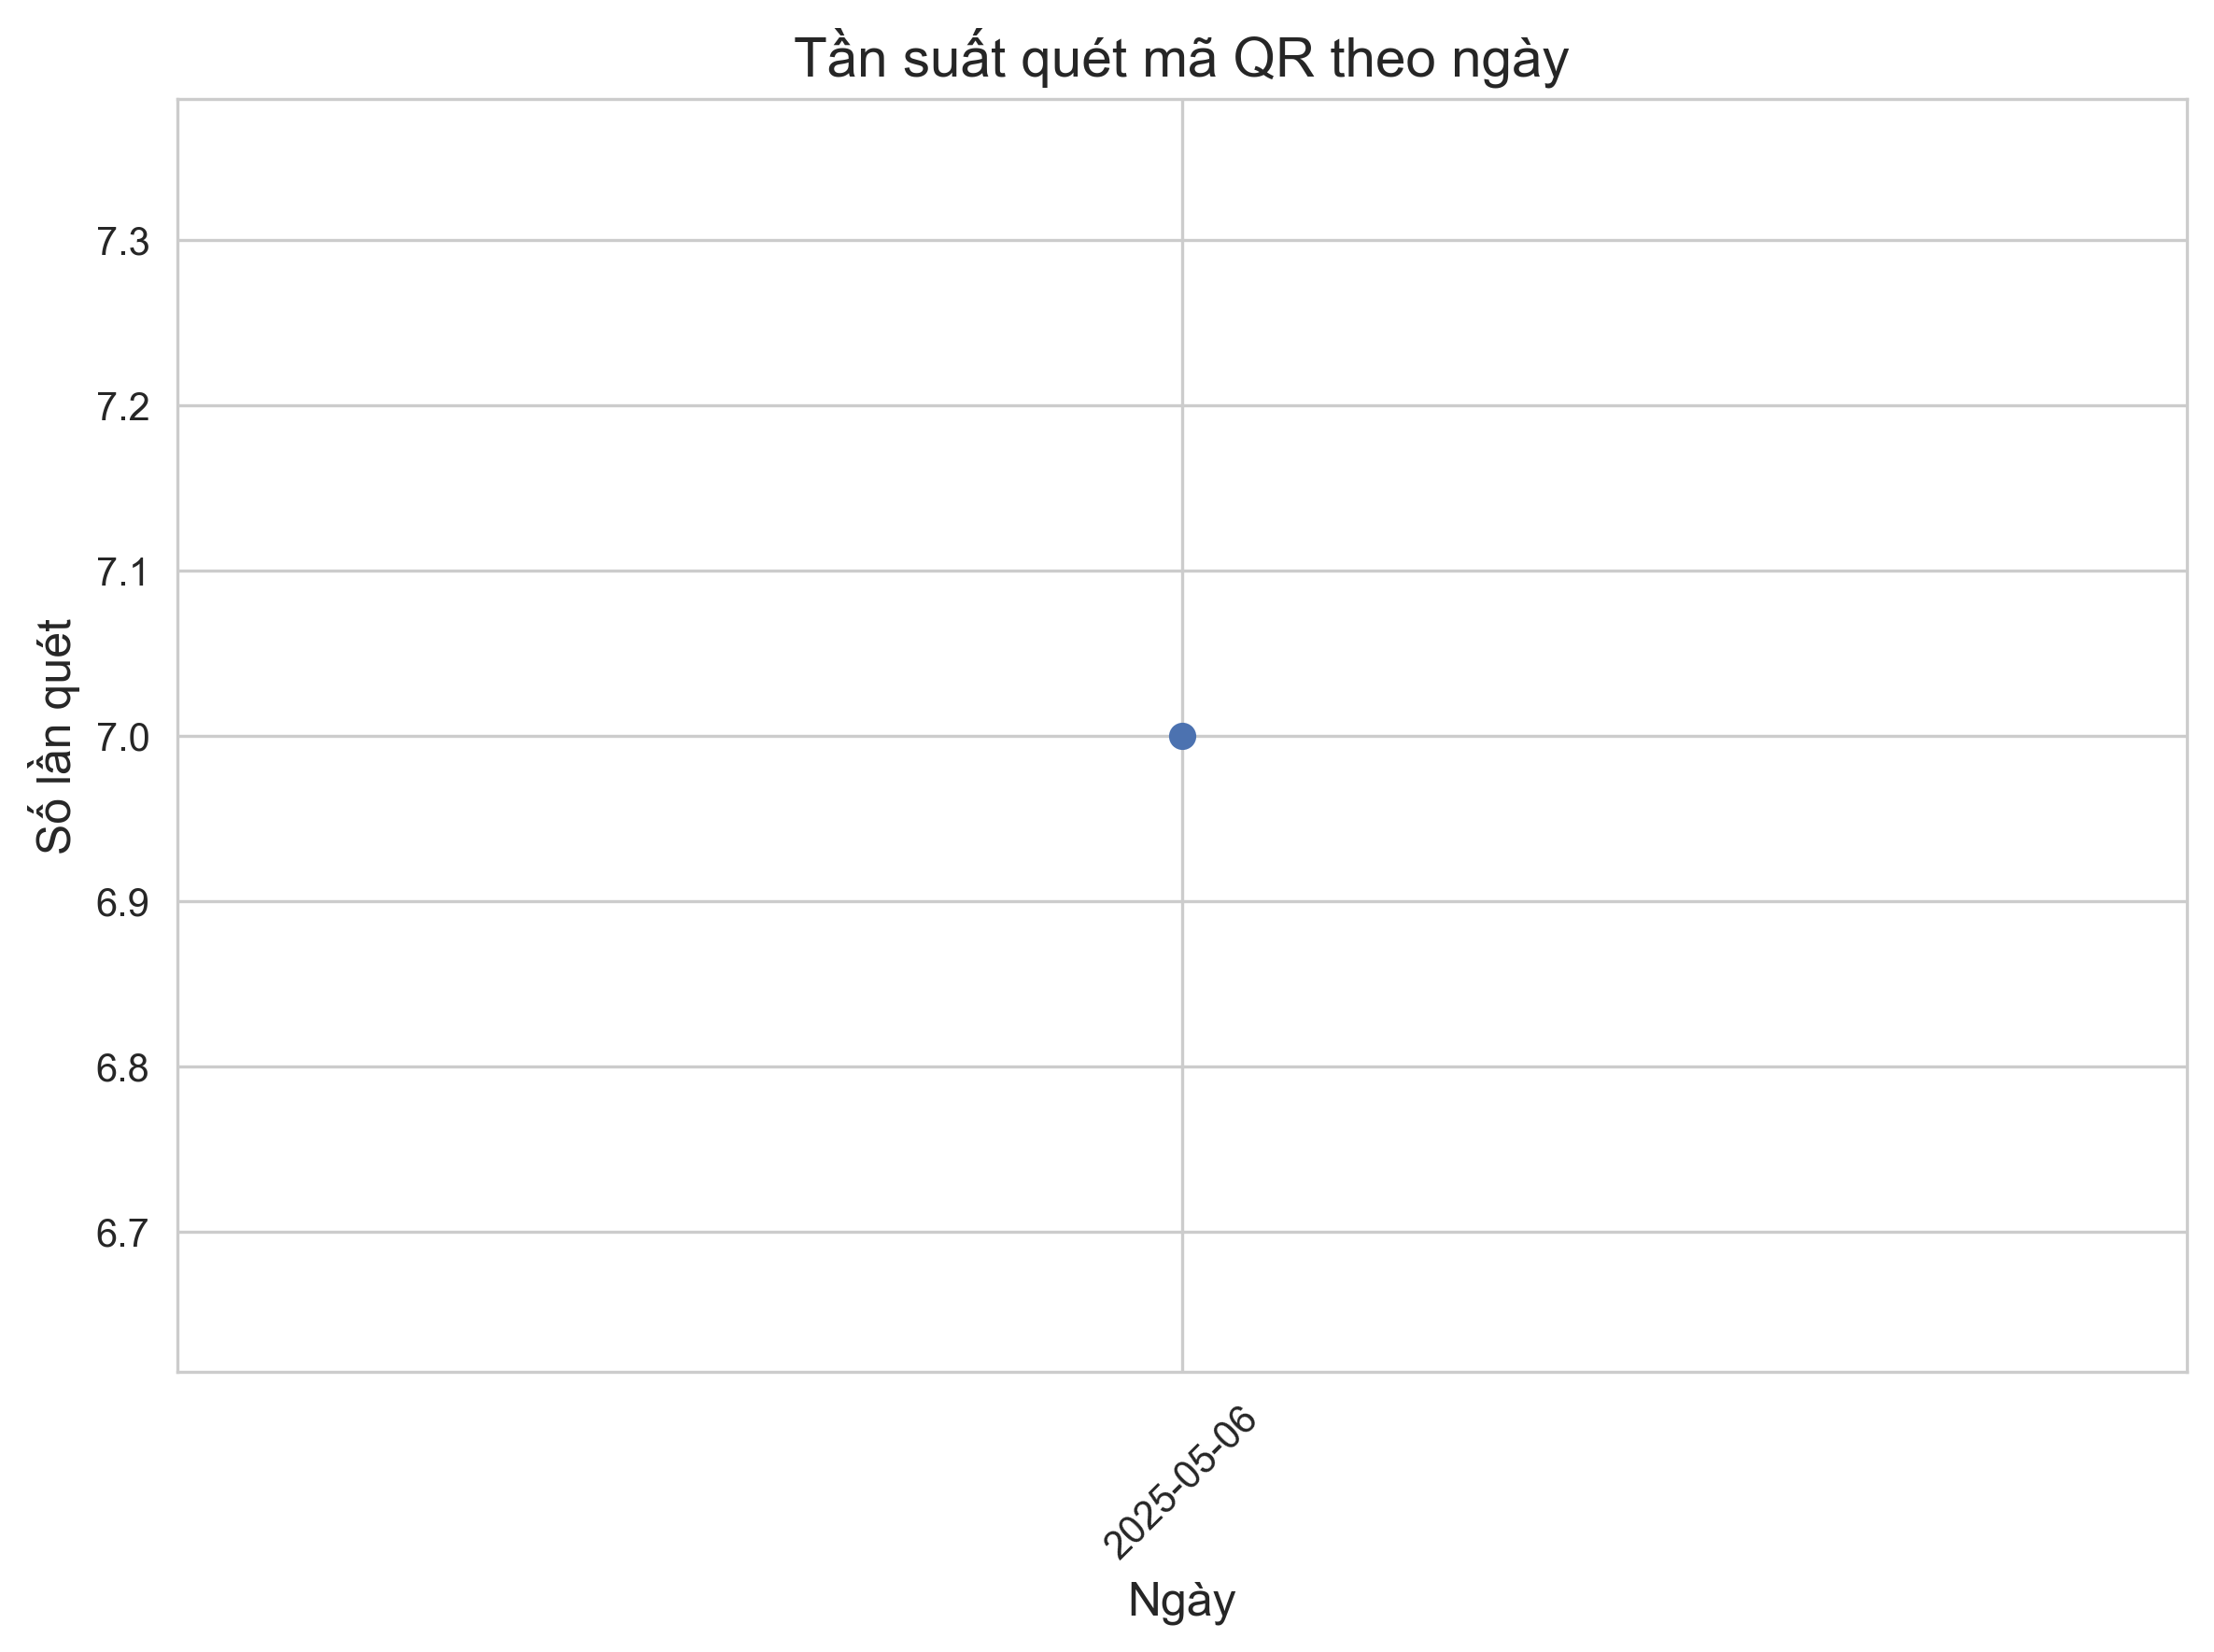 Tần suất quét mã QR theo ngày
Số lần quét
7.3
7.2
7.1
7.0
6.9
6.8
6.7
2025-05-06
Ngày